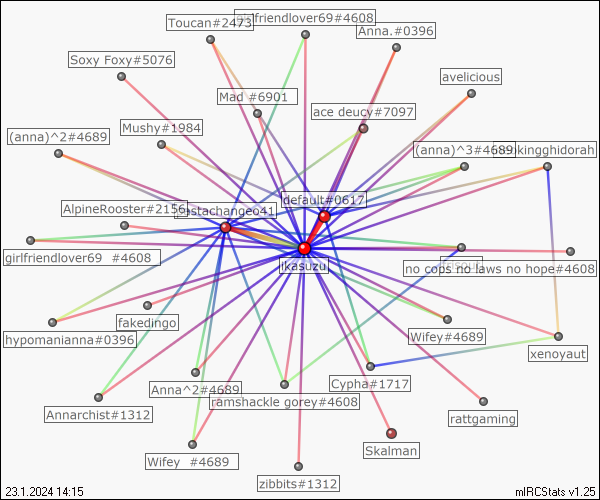 Toucan#2473
girlfriendlover69#4608
Anna.#0396
Soxy Foxy#5076
avelicious
Mad #6901
ace deucy#7097
(anna)^2#4689
Mushy#1984
(anna)^3#4689
kingghidorah
default#0617
AlpineRooster#2156
girlfriendlover69 #4608
ikasuzu
no cops no laws no hope#4608
fakedingo
hypomanianna#0396
Wifey#4689
xenoyaut
Anna^2#4689
Cypha#1717
ramshackle gorey#4608
Annarchist#1312
rattgaming
Skalman
Wifey #4689
zibbits#1312
23.1.2024 14:15
mIRCStats v1.25